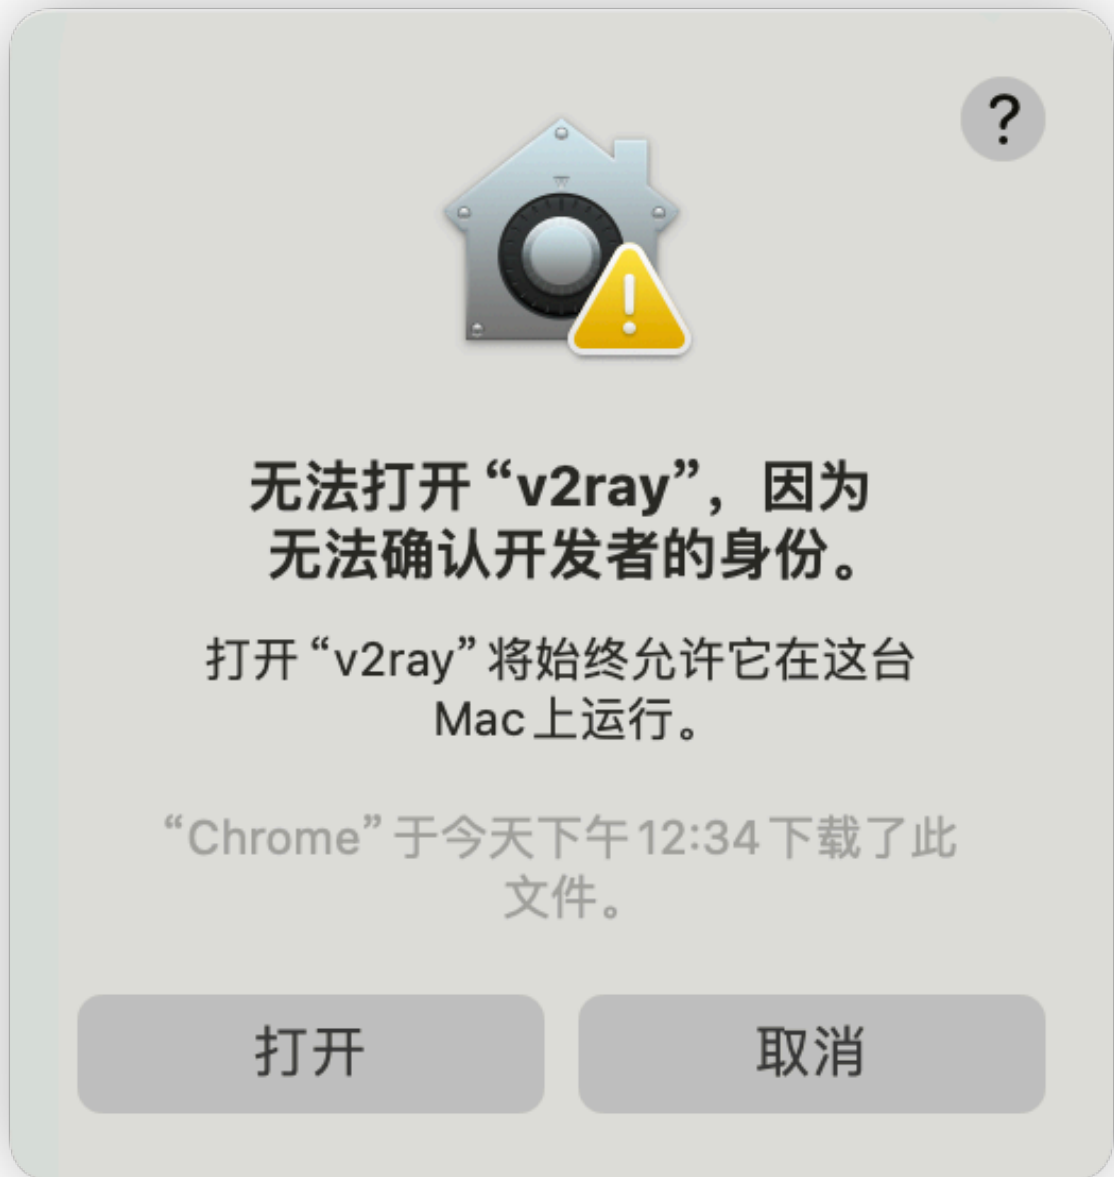 ?
无法打开“v2ray”，因为
无法确认开发者的身份。
打开“v2ray”将始终允许它在这台
Mac上运行。
“Chrome”于今天下午12:34下载了此
文件。
打开
取消